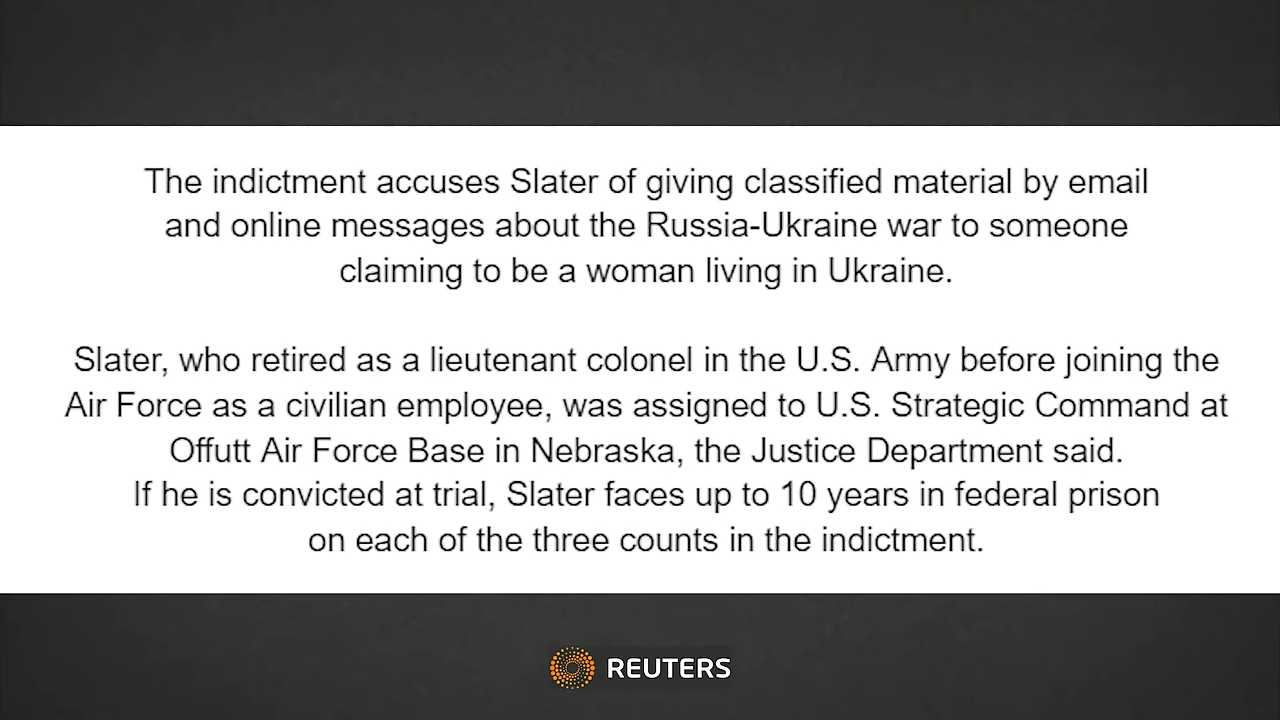 The indictment accuses Slater of giving classified material by email
and online messages about the Russia-Ukraine war to someone
claiming to be a woman living in Ukraine.
Slater, who retired as a lieutenant colonel in the U.S. Army before joining the
Air Force as a civilian employee, was assigned to U.S. Strategic Command at
Offutt Air Force Base in Nebraska, the Justice Department said.
If he is convicted at trial, Slater faces up to 10 years in federal prison
on each of the three counts in the indictment.
REUTERS